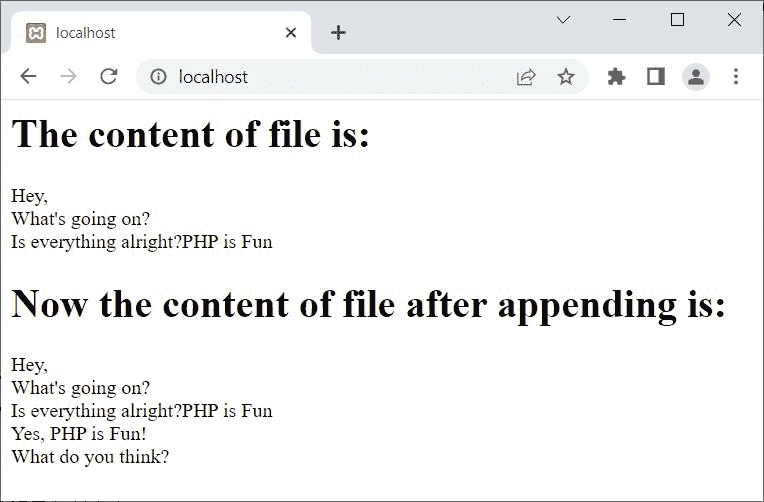 localhost
localhost
The content of file is:
Hey,
What's going on?
Is everything alright?PHP is Fun
Now the content of file after appending is:
Hey,
What's going on?
Is everything alright?PHP is Fun
Yes, PHP is Fun!
What do you think?